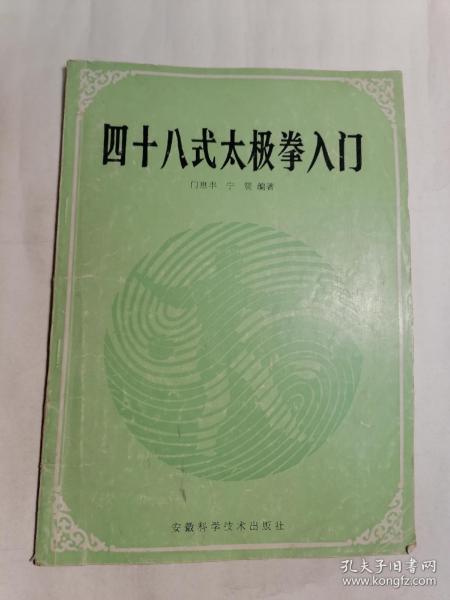 四十八式太极拳入门
门惠丰 宁 贺 编著
安徽科学技术出版社
孔夫子旧书网
www.kongfz.com